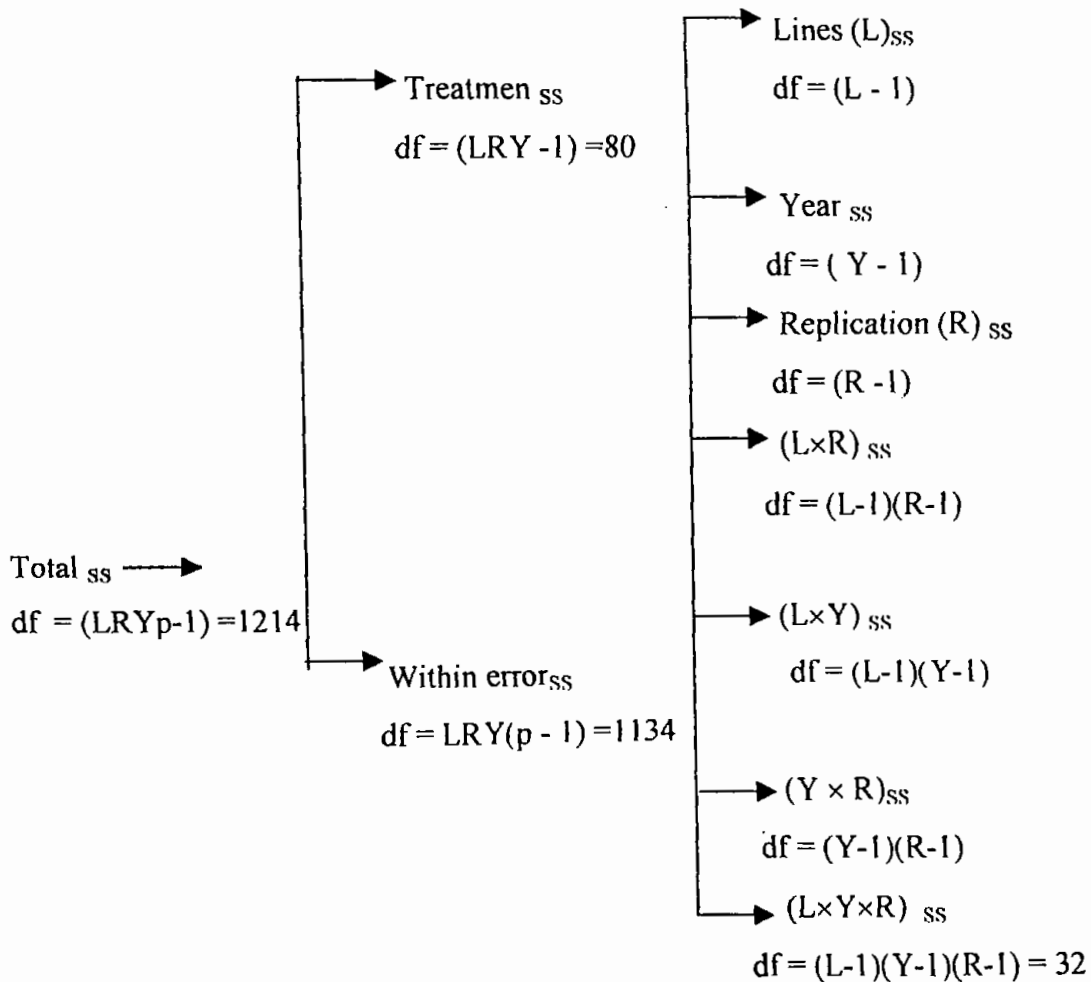 Lines (L)ss
df = (L - 1)
Treatmen ss
df = (LRY -1) =80
Year ss
df = ( Y - 1)
Replication (R) ss
df = (R -1)
(L×R) ss
df = (L-1)(R-1)
Total ss
df = (LRYp-1) =1214
(L×Y) ss
df = (L-1)(Y-1)
Within errorss
df = LRY(p - 1) =1134
(Y × R)ss
df = (Y-1)(R-1)
(L×Y×R) ss
df = (L-1)(Y-1)(R-1) = 32